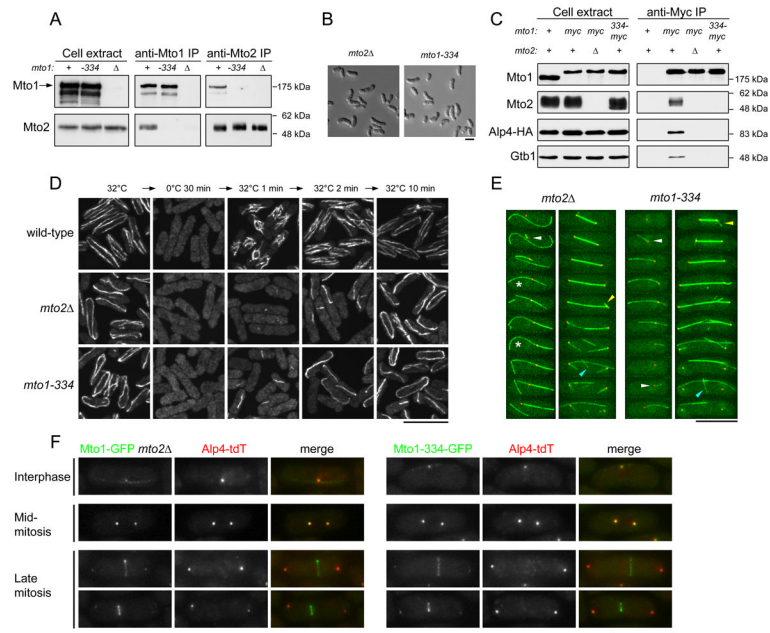 A
Cell extract anti-Mto1 IP anti-Mto2 IP
mto1: + -334 Δ + -334 Δ + -334 Δ
Mto1
175 kDa
62 kDa
Mto2
48 kDa
B
mto2Δ mto1-334
C
Cell extract anti-Myc IP
mto1: + myc myc 334-myc + myc myc 334-myc
mto2: + + Δ + + + Δ +
Mto1
175 kDa
62 kDa
Mto2
48 kDa
Alp4-HA
83 kDa
Gtb1
48 kDa
D
32°C 0°C 30 min 32°C 1 min 32°C 2 min 32°C 10 min
wild-type
mto2Δ
mto1-334
E
mto2Δ mto1-334
*
*
F
Mto1-GFP mto2Δ Alp4-tdT merge Mto1-334-GFP Alp4-tdT merge
Interphase
Mid-
mitosis
Late
mitosis